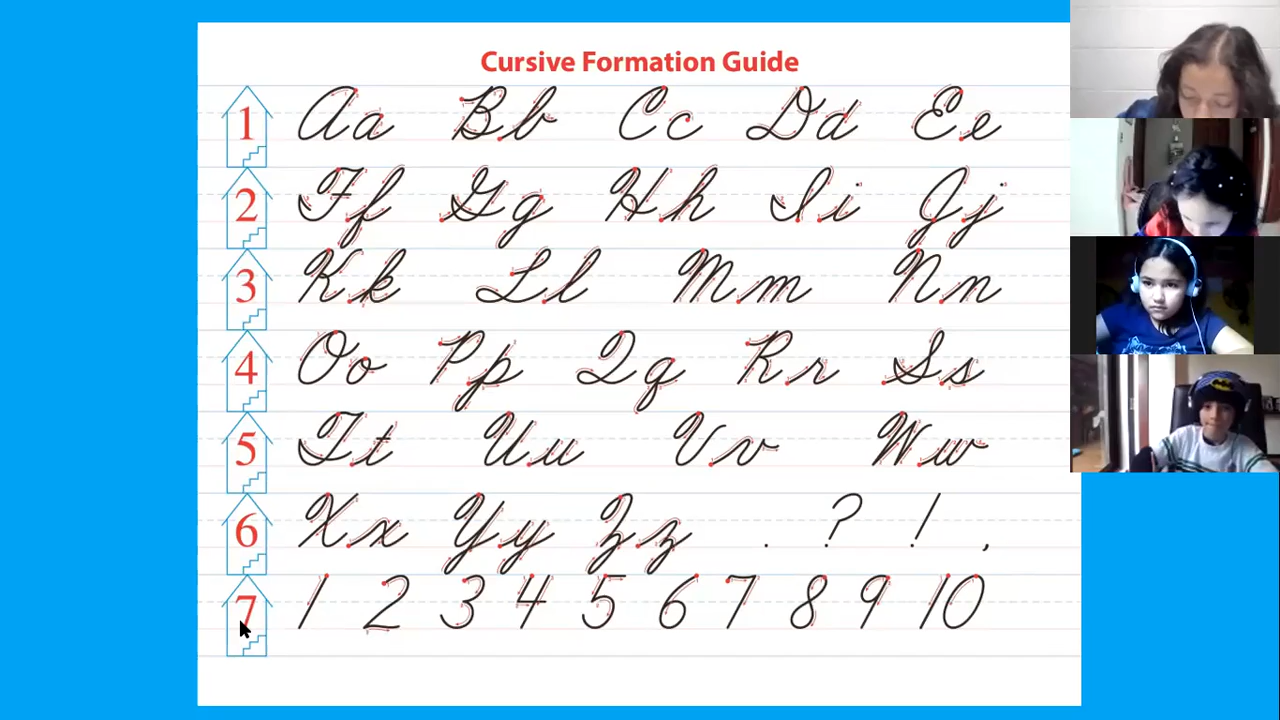 Cursive Formation Guide
1 Aa Bb Cc Dd Ee
2 Ff Gg Hh Ii Jj
3 Kk Ll Mm Nn
4 Oo Pp Qq Rr Ss
5 Tt Uu Vv Ww
6 Xx Yy Zz . ? ! ,
7 1 2 3 4 5 6 7 8 9 10